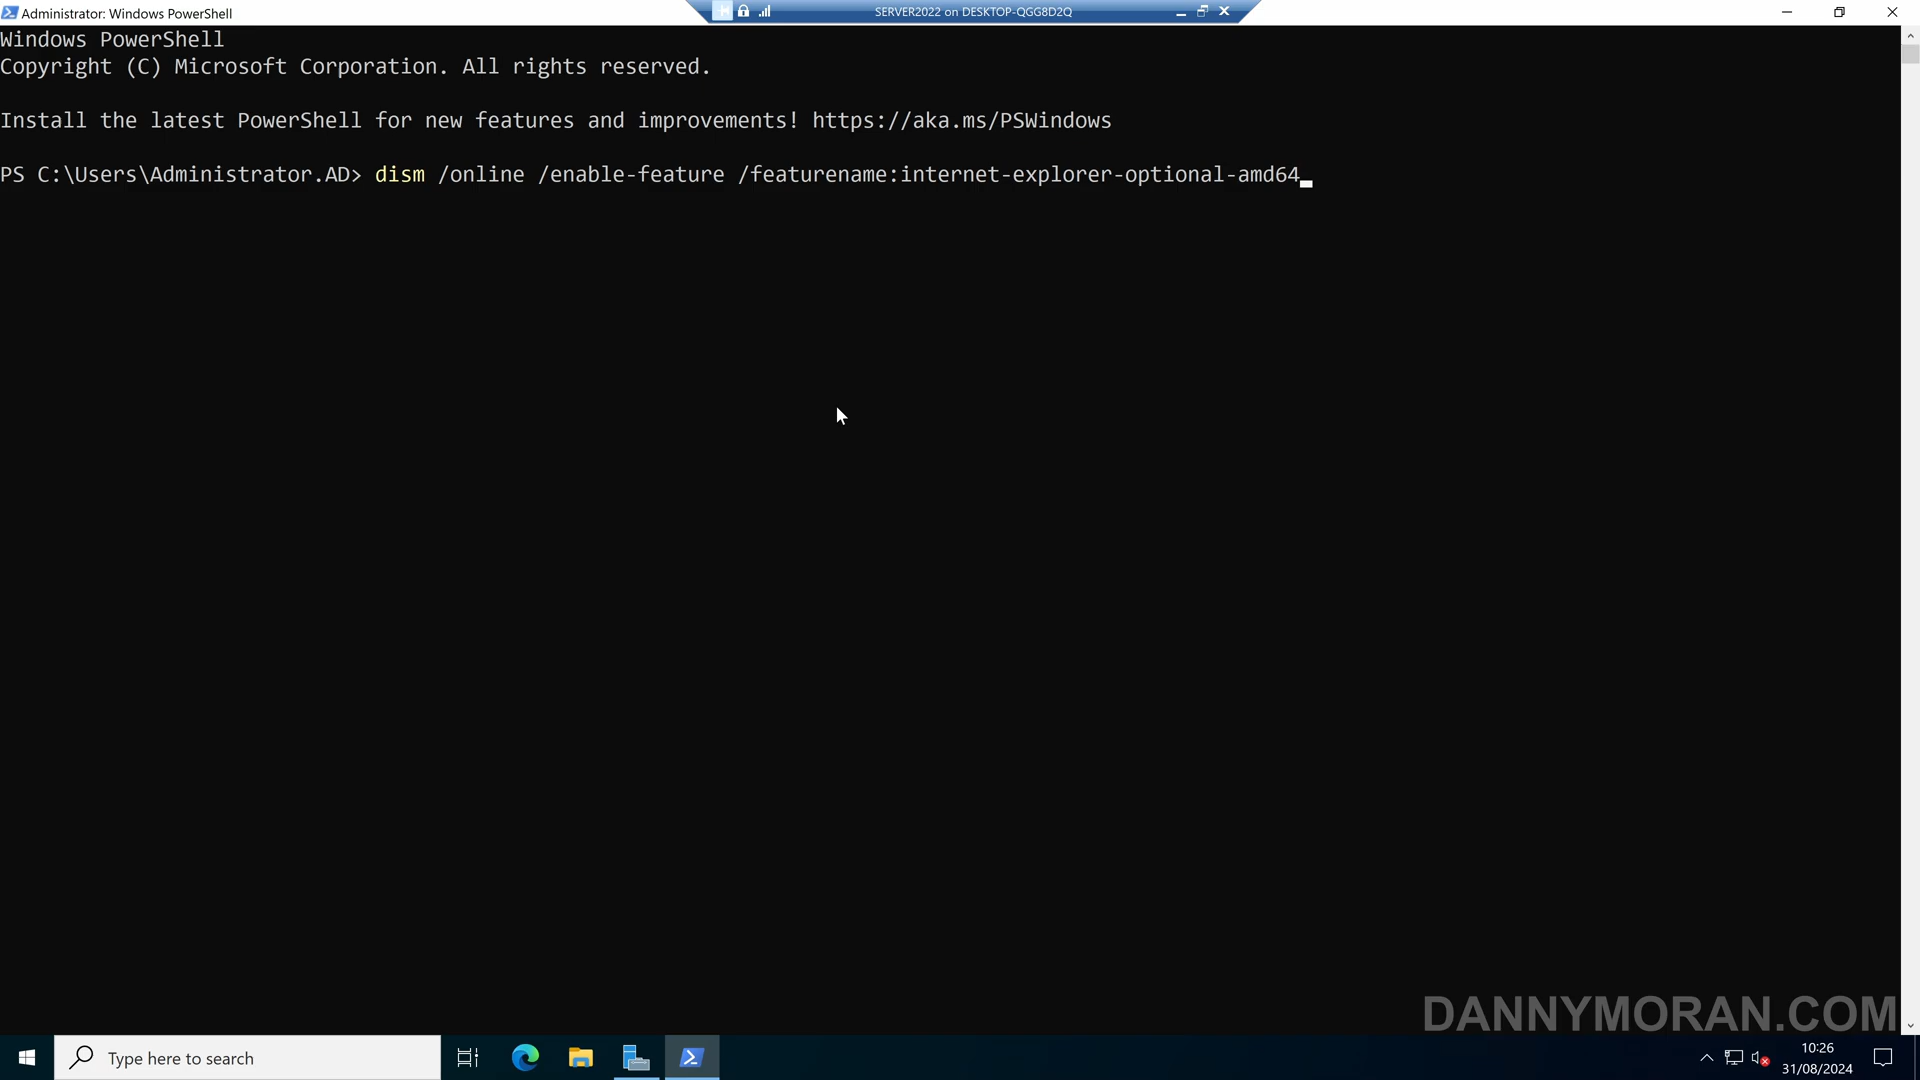 Administrator: Windows PowerShell
SERVER2022 on DESKTOP-QGG8D2Q
Windows PowerShell
Copyright (C) Microsoft Corporation. All rights reserved.
Install the latest PowerShell for new features and improvements! https://aka.ms/PSWindows
PS C:\Users\Administrator.AD> dism /online /enable-feature /featurename:internet-explorer-optional-amd64
DANNYMORAN.COM
Type here to search
10:26
31/08/2024